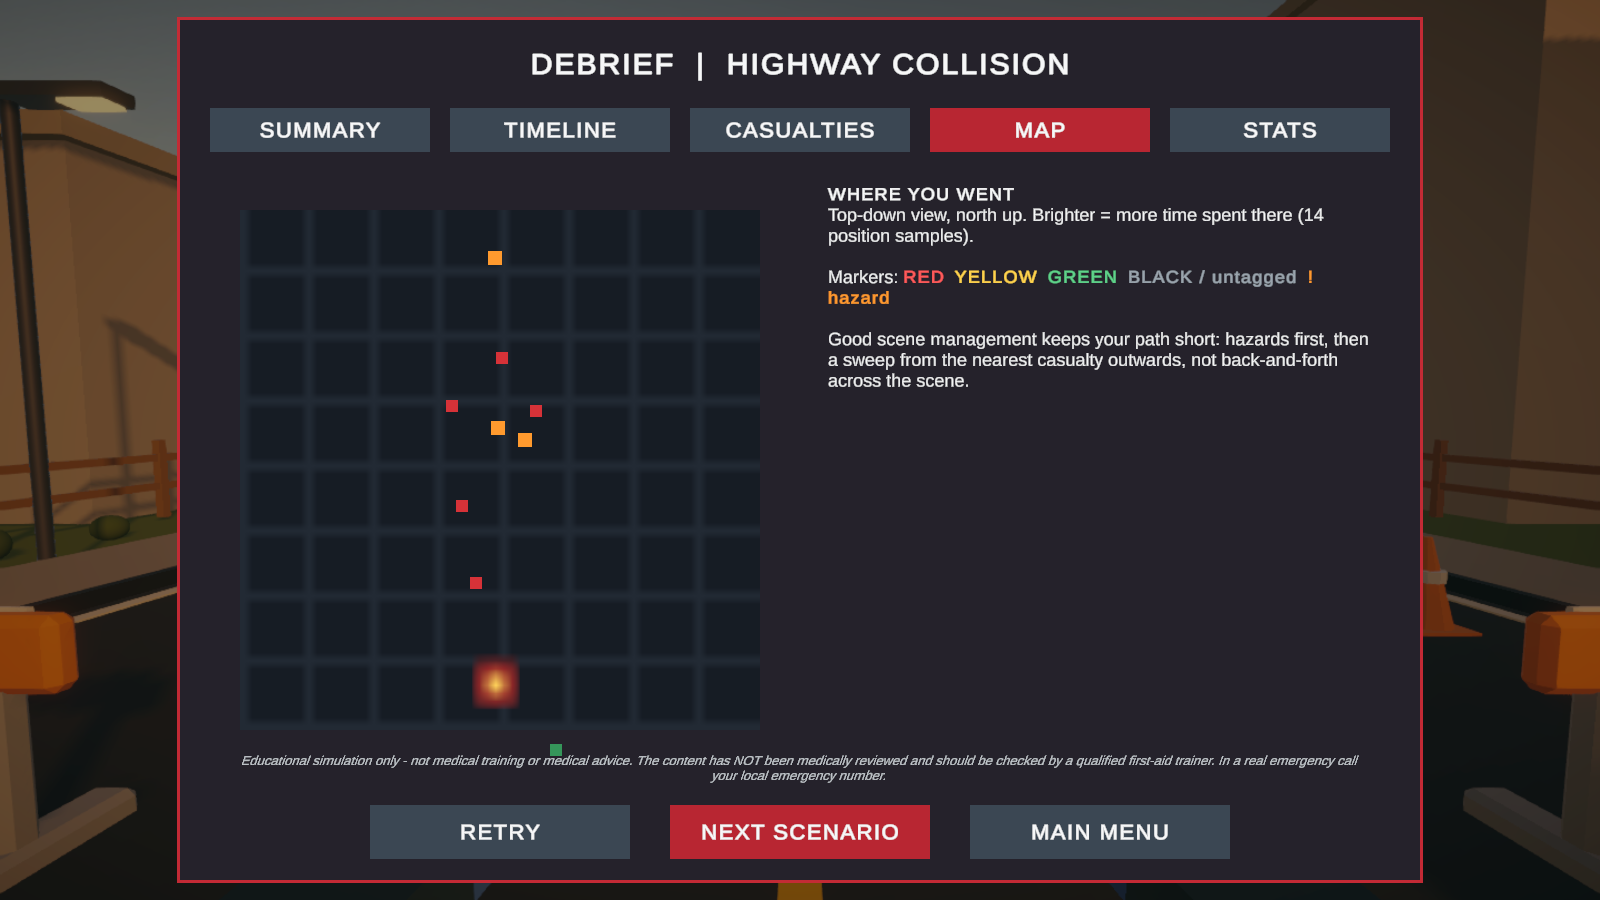 DEBRIEF | HIGHWAY COLLISION
SUMMARY
TIMELINE
CASUALTIES
MAP
STATS
WHERE YOU WENT
Top-down view, north up. Brighter = more time spent there (14
position samples).
Markers: RED YELLOW GREEN BLACK / untagged !
hazard
Good scene management keeps your path short: hazards first, then
a sweep from the nearest casualty outwards, not back-and-forth
across the scene.
Educational simulation only - not medical training or medical advice. The content has NOT been medically reviewed and should be checked by a qualified first-aid trainer. In a real emergency call
your local emergency number.
RETRY
NEXT SCENARIO
MAIN MENU